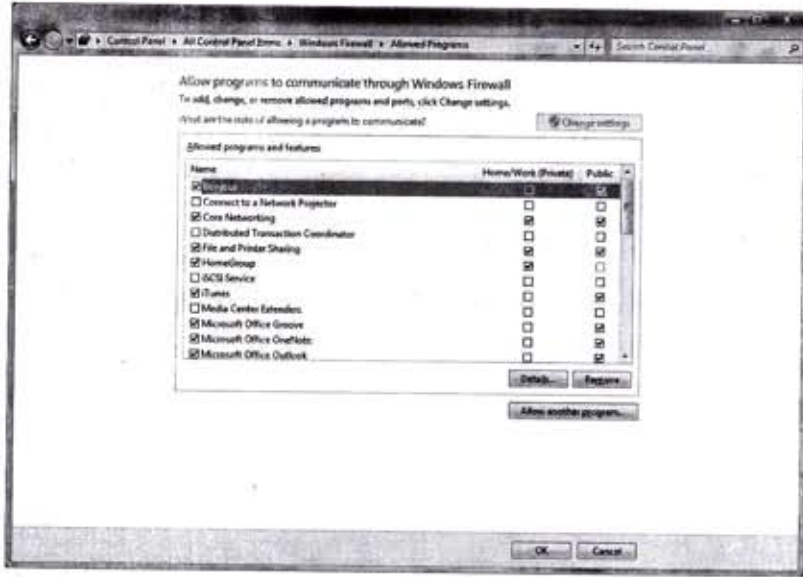 Control Panel ▸ All Control Panel Items ▸ Windows Firewall ▸ Allowed Programs
Search Control Panel
Allow programs to communicate through Windows Firewall
To add, change, or remove allowed programs and ports, click Change settings.
What are the risks of allowing a program to communicate?
Change settings
Allowed programs and features
Name Home/Work (Private) Public
Bonjour
Connect to a Network Projector
Core Networking
Distributed Transaction Coordinator
File and Printer Sharing
HomeGroup
iSCSI Service
iTunes
Media Center Extenders
Microsoft Office Groove
Microsoft Office OneNote
Microsoft Office Outlook
Details... Remove
Allow another program...
OK Cancel